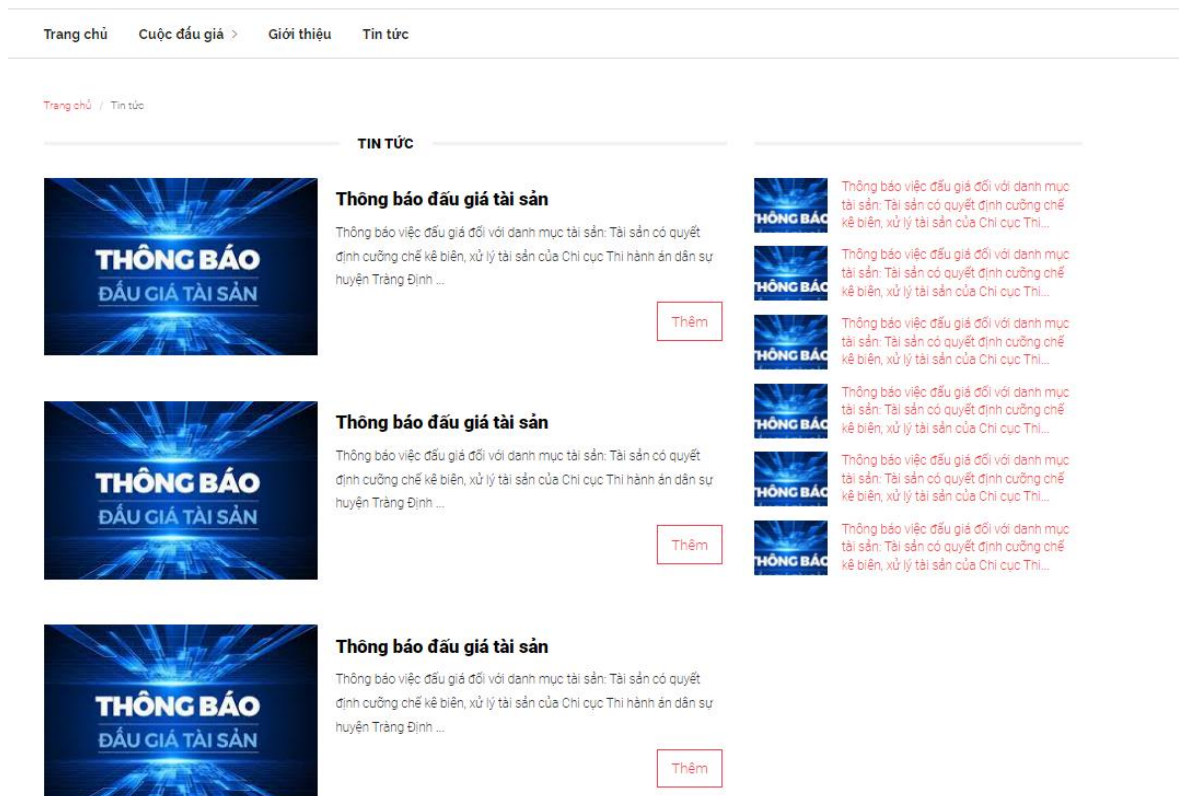 Trang chủ Cuộc đấu giá > Giới thiệu Tin tức
Trang chủ / Tin tức
TIN TỨC
THÔNG BÁO
ĐẤU GIÁ TÀI SẢN
Thông báo đấu giá tài sản
Thông báo việc đấu giá đối với danh mục tài sản: Tài sản có quyết
định cưỡng chế kê biên, xử lý tài sản của Chi cục Thi hành án dân sự
huyện Tràng Định ...
Thêm
THÔNG BÁO
ĐẤU GIÁ TÀI SẢN
Thông báo đấu giá tài sản
Thông báo việc đấu giá đối với danh mục tài sản: Tài sản có quyết
định cưỡng chế kê biên, xử lý tài sản của Chi cục Thi hành án dân sự
huyện Tràng Định ...
Thêm
THÔNG BÁO
ĐẤU GIÁ TÀI SẢN
Thông báo đấu giá tài sản
Thông báo việc đấu giá đối với danh mục tài sản: Tài sản có quyết
định cưỡng chế kê biên, xử lý tài sản của Chi cục Thi hành án dân sự
huyện Tràng Định ...
Thêm
HÔNG BÁO
Thông báo việc đấu giá đối với danh mục
tài sản: Tài sản có quyết định cưỡng chế
kê biên, xử lý tài sản của Chi cục Thi...
HÔNG BÁO
Thông báo việc đấu giá đối với danh mục
tài sản: Tài sản có quyết định cưỡng chế
kê biên, xử lý tài sản của Chi cục Thi...
HÔNG BÁO
Thông báo việc đấu giá đối với danh mục
tài sản: Tài sản có quyết định cưỡng chế
kê biên, xử lý tài sản của Chi cục Thi...
HÔNG BÁO
Thông báo việc đấu giá đối với danh mục
tài sản: Tài sản có quyết định cưỡng chế
kê biên, xử lý tài sản của Chi cục Thi...
HÔNG BÁO
Thông báo việc đấu giá đối với danh mục
tài sản: Tài sản có quyết định cưỡng chế
kê biên, xử lý tài sản của Chi cục Thi...
HÔNG BÁO
Thông báo việc đấu giá đối với danh mục
tài sản: Tài sản có quyết định cưỡng chế
kê biên, xử lý tài sản của Chi cục Thi...